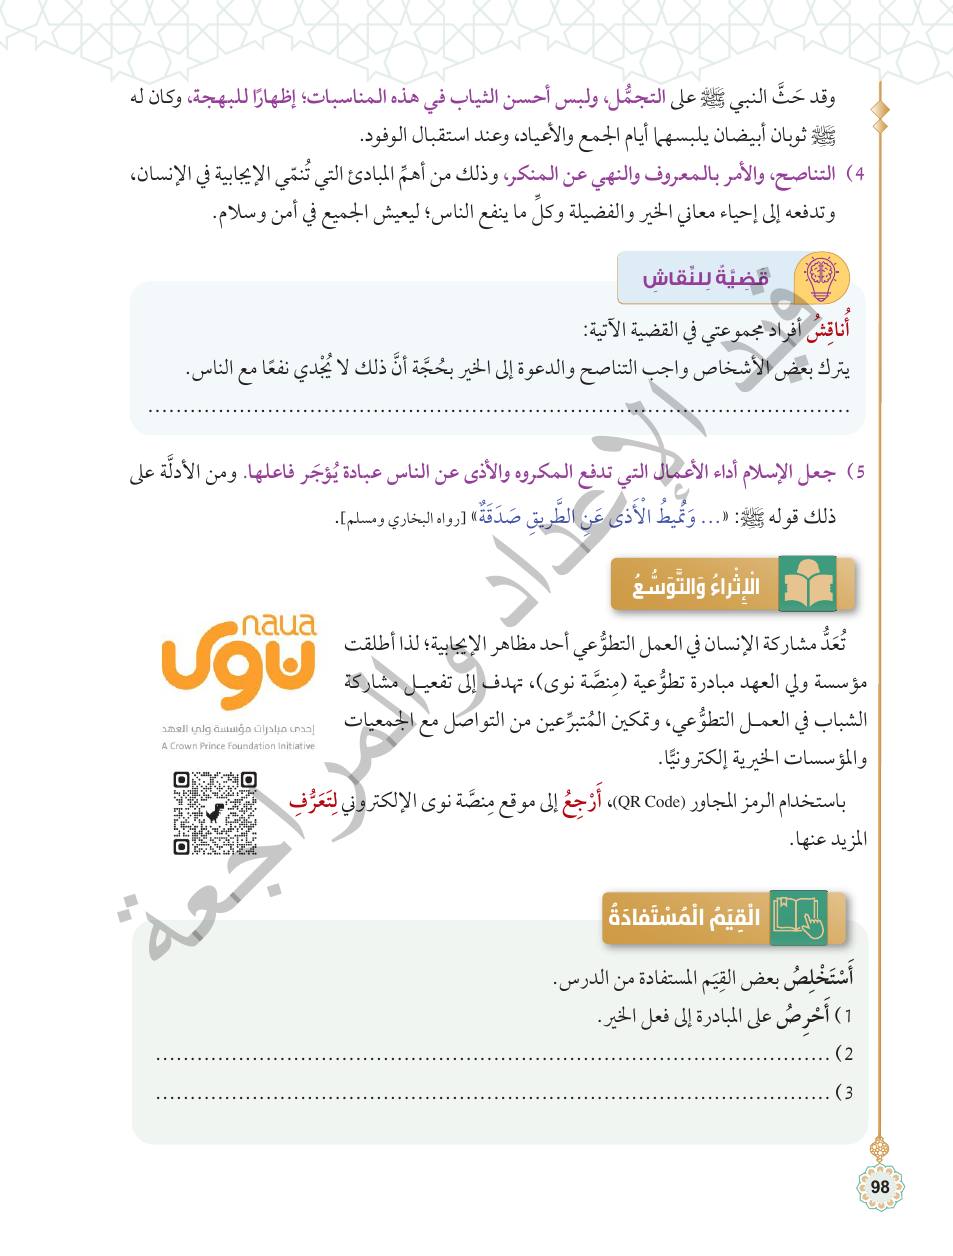 وقد حَثَّ النبي ﷺ على التجمُّل، ولبس أحسن الثياب في هذه المناسبات؛ إظهارًا للبهجة، وكان له
ﷺ ثوبان أبيضان يلبسهما أيام الجمع والأعياد، وعند استقبال الوفود.
4) التناصح، والأمر بالمعروف والنهي عن المنكر، وذلك من أهمِّ المبادئ التي تُنمّي الإيجابية في الإنسان،
وتدفعه إلى إحياء معاني الخير والفضيلة وكلِّ ما ينفع الناس؛ ليعيش الجميع في أمن وسلام.
قَضِيَّةٌ لِلنِّقاشِ
أُناقِشُ أفراد مجموعتي في القضية الآتية:
يترك بعض الأشخاص واجب التناصح والدعوة إلى الخير بحُجَّة أنَّ ذلك لا يُجْدي نفعًا مع الناس.
5) جعل الإسلام أداء الأعمال التي تدفع المكروه والأذى عن الناس عبادة يُؤجَر فاعلها. ومن الأدلَّة على
ذلك قوله ﷺ: «... وَتُميطُ الْأَذى عَنِ الطَّريقِ صَدَقَةٌ» [رواه البخاري ومسلم].
الْإِثْراءُ وَالتَّوَسُّعُ
naua
نوى
إحدى مبادرات مؤسسة ولي العهد
A Crown Prince Foundation Initiative
تُعَدُّ مشاركة الإنسان في العمل التطوُّعي أحد مظاهر الإيجابية؛ لذا أطلقت
مؤسسة ولي العهد مبادرة تطوُّعية (مِنصَّة نوى)، تهدف إلى تفعيل مشاركة
الشباب في العمل التطوُّعي، وتمكين المُتبرِّعين من التواصل مع الجمعيات
والمؤسسات الخيرية إلكترونيًّا.
باستخدام الرمز المجاور (QR Code)، أَرْجِعُ إلى موقع مِنصَّة نوى الإلكتروني لِتَعَرُّفِ
المزيد عنها.
الْقِيَمُ الْمُسْتَفادَةُ
أَسْتَخْلِصُ بعض القِيَم المستفادة من الدرس.
1) أَحْرِصُ على المبادرة إلى فعل الخير.
2)
3)
98
قيد الإعداد والمراجعة